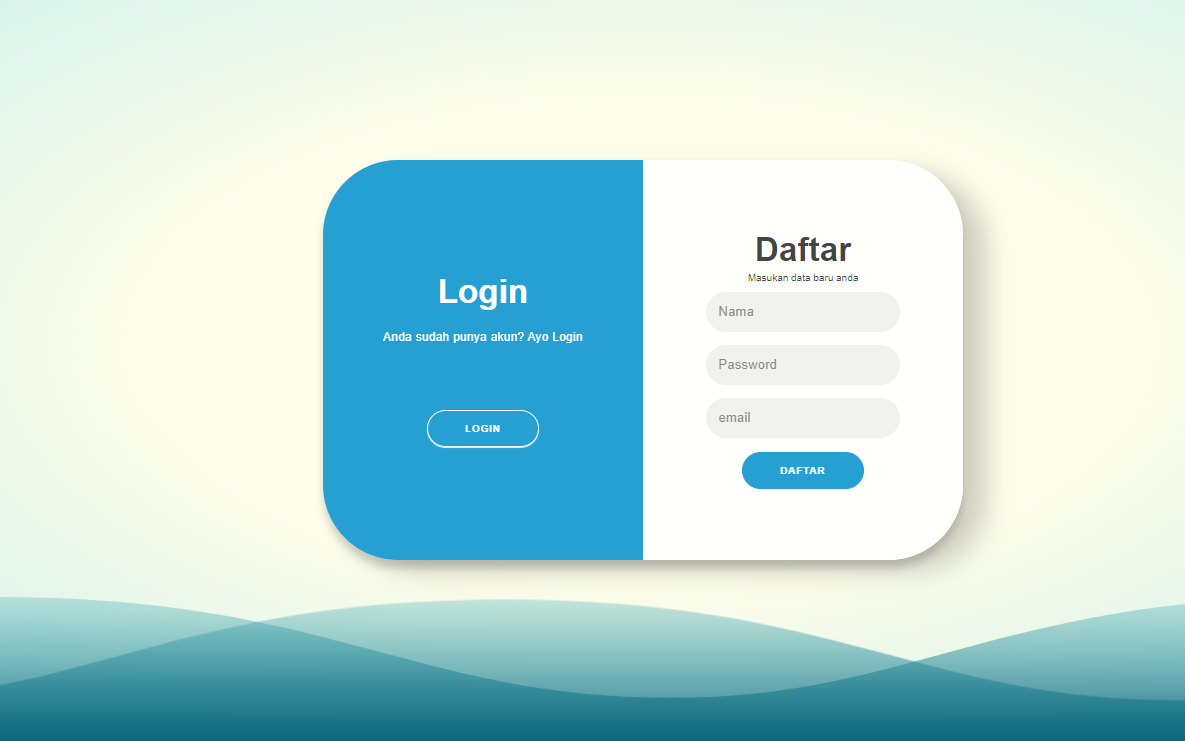 Login
Anda sudah punya akun? Ayo Login
LOGIN
Daftar
Masukan data baru anda
Nama
Password
email
DAFTAR